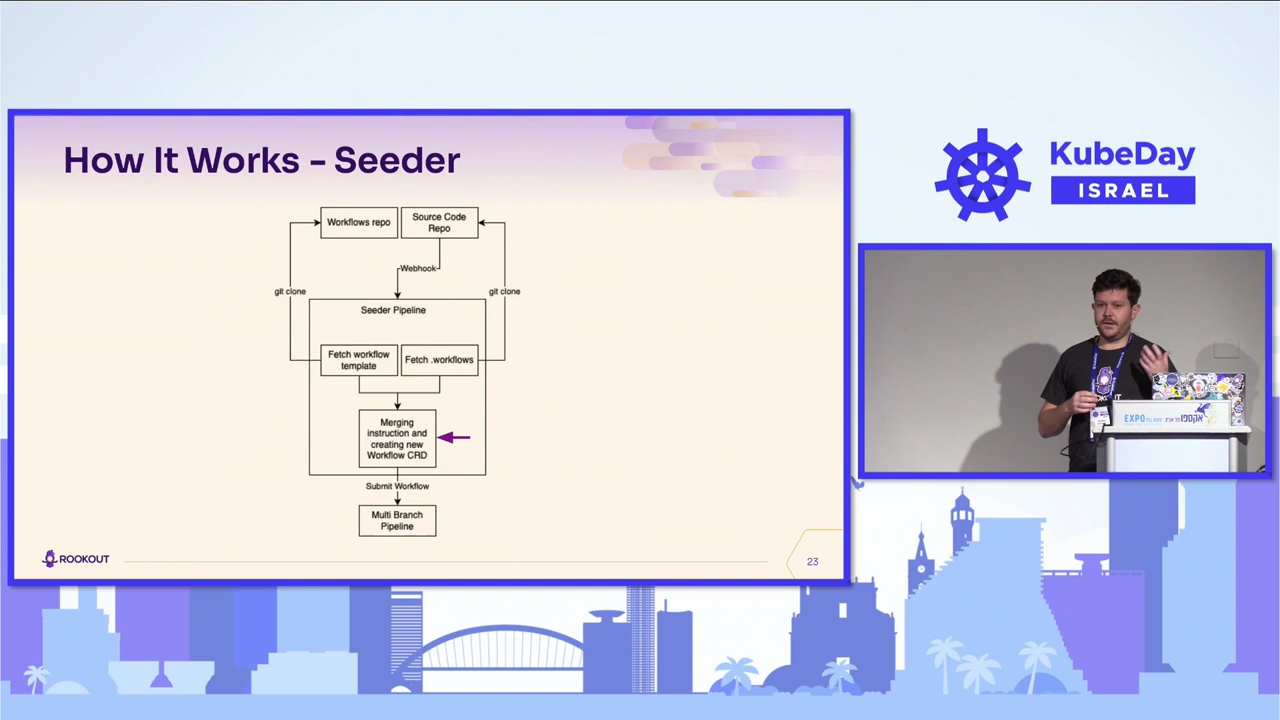 How It Works - Seeder
Workflows repo
Source Code
Repo
Webhook
git clone
git clone
Seeder Pipeline
Fetch workflow
template
Fetch .workflows
Merging
instruction and
creating new
Workflow CRD
Submit Workflow
Multi Branch
Pipeline
ROOKOUT
23
KubeDay
ISRAEL
EXPO
אקספו